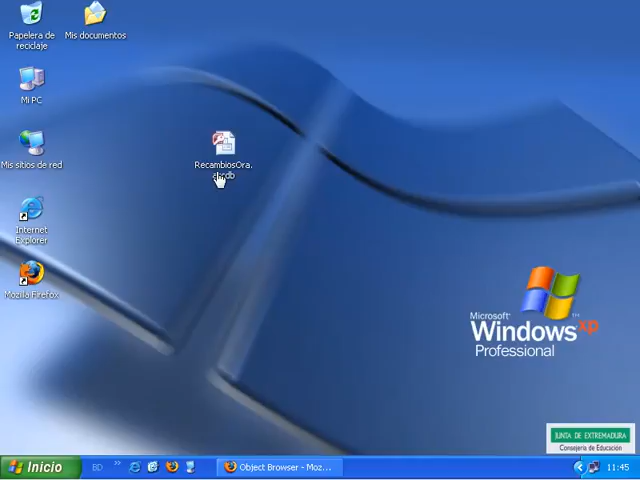 Papelera de
reciclaje
Mis documentos
Mi PC
Mis sitios de red
RecambiosOra.
Internet
Explorer
Mozilla Firefox
Microsoft®
Windows xp
Professional
JUNTA DE EXTREMADURA
Consejería de Educación
Inicio
BD
Object Browser - Moz...
11:45